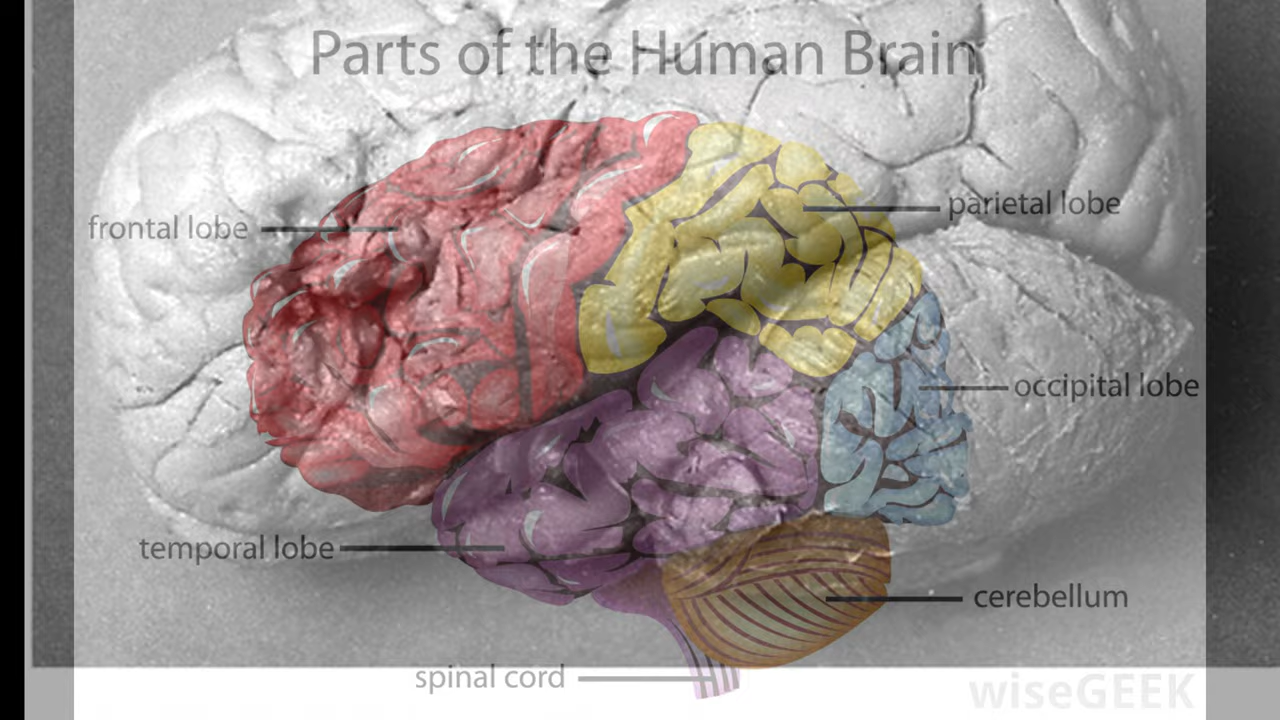 Parts of the Human Brain
frontal lobe
parietal lobe
occipital lobe
temporal lobe
cerebellum
spinal cord
wiseGEEK